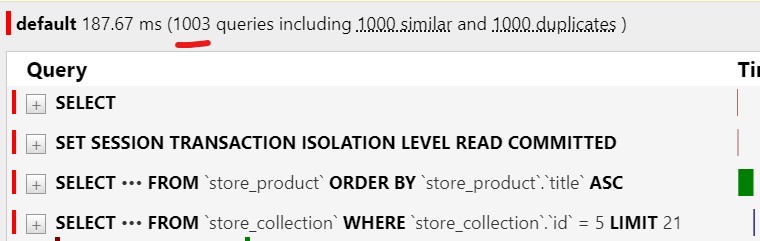 default 187.67 ms (1003 queries including 1000 similar and 1000 duplicates )
Query
+ SELECT
+ SET SESSION TRANSACTION ISOLATION LEVEL READ COMMITTED
+ SELECT ••• FROM `store_product` ORDER BY `store_product`.`title` ASC
+ SELECT ••• FROM `store_collection` WHERE `store_collection`.`id` = 5 LIMIT 21